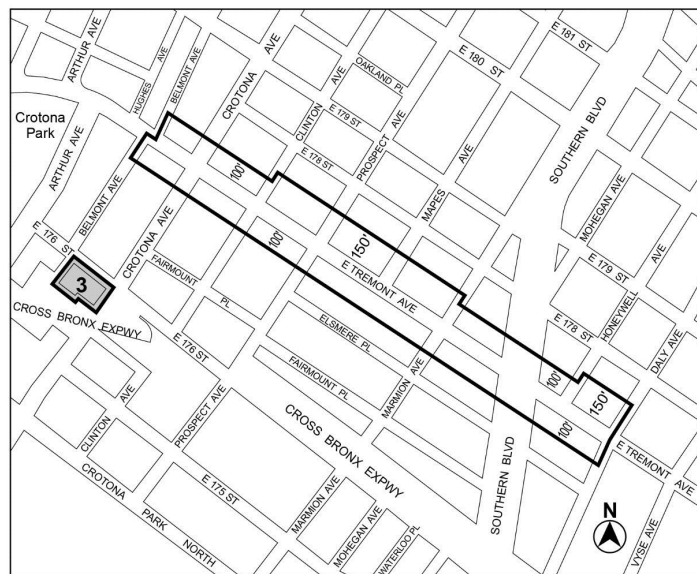 E 181 ST
E 180 ST
ARTHUR AVE
HUGHES AVE
BELMONT AVE
CROTONA AVE
OAKLAND PL
CLINTON AVE
E 179 ST
PROSPECT AVE
E 178 ST
MAPES AVE
SOUTHERN BLVD
Crotona
Park
ARTHUR AVE
BELMONT AVE
MOHEGAN AVE
100'
150'
100'
E 176 ST
CROTONA AVE
E TREMONT AVE
E 179 ST
HONEYWELL AVE
3
FAIRMOUNT PL
E 178 ST
DALY AVE
CROSS BRONX EXPWY
ELSMERE PL
E 176 ST
FAIRMOUNT PL
MARMION AVE
100'
150'
100'
CLINTON AVE
PROSPECT AVE
CROSS BRONX EXPWY
SOUTHERN BLVD
E TREMONT AVE
CROTONA PARK NORTH
E 175 ST
MARMION AVE
MOHEGAN AVE
WATERLOO PL
N
VYSE AVE